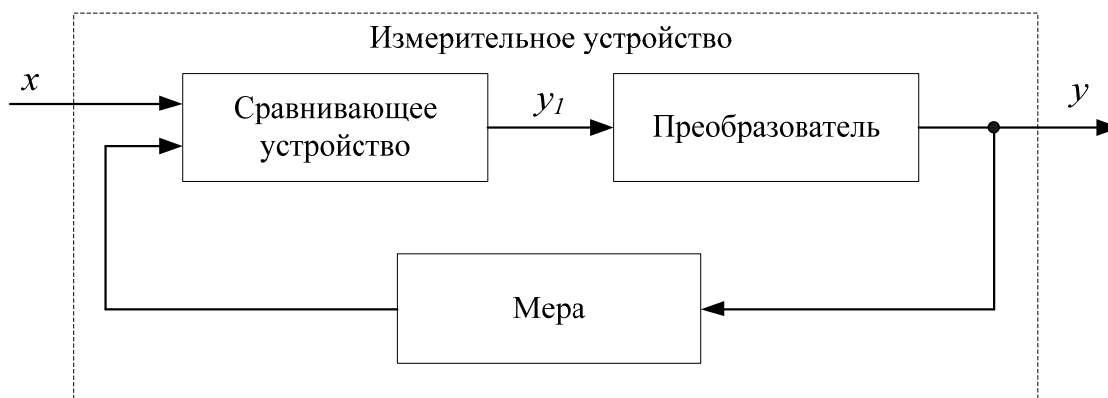 Измерительное устройство
x
Сравнивающее
устройство
y1
Преобразователь
y
Мера